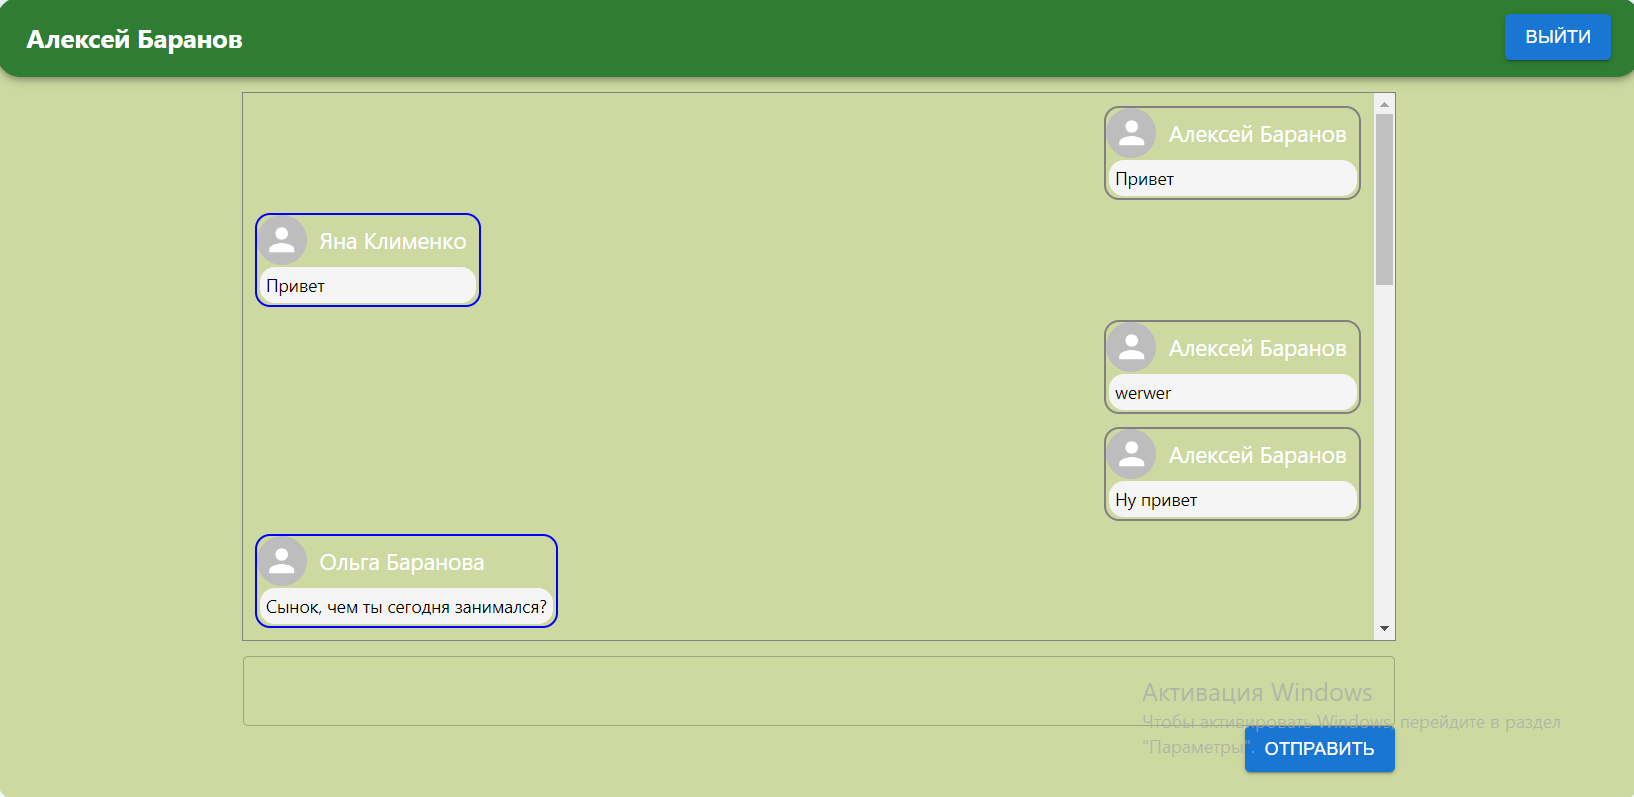 Алексей Баранов
ВЫЙТИ
Алексей Баранов
Привет
Яна Клименко
Привет
Алексей Баранов
werwer
Алексей Баранов
Ну привет
Ольга Баранова
Сынок, чем ты сегодня занимался?
Активация Windows
Чтобы активировать Windows, перейдите в раздел
"Параметры".
ОТПРАВИТЬ